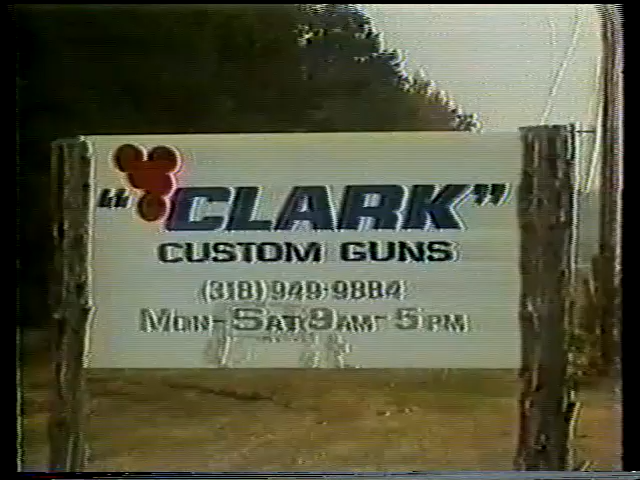 "CLARK"
CUSTOM GUNS
(318) 949-9884
MON-SAT 9AM-5PM